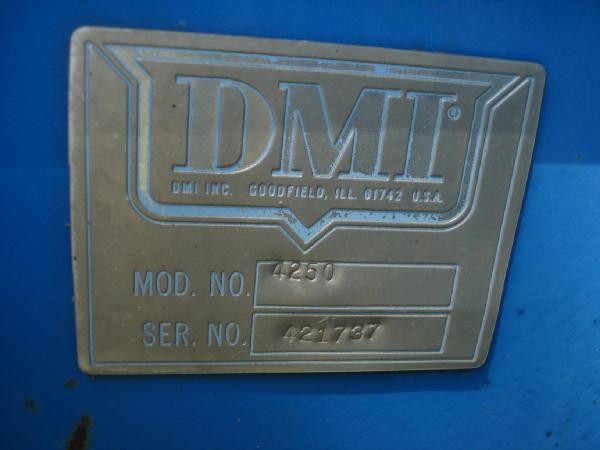 DMI®
DMI INC. GOODFIELD, ILL. 61742 U.S.A.
MOD. NO. 4250
SER. NO. 421737